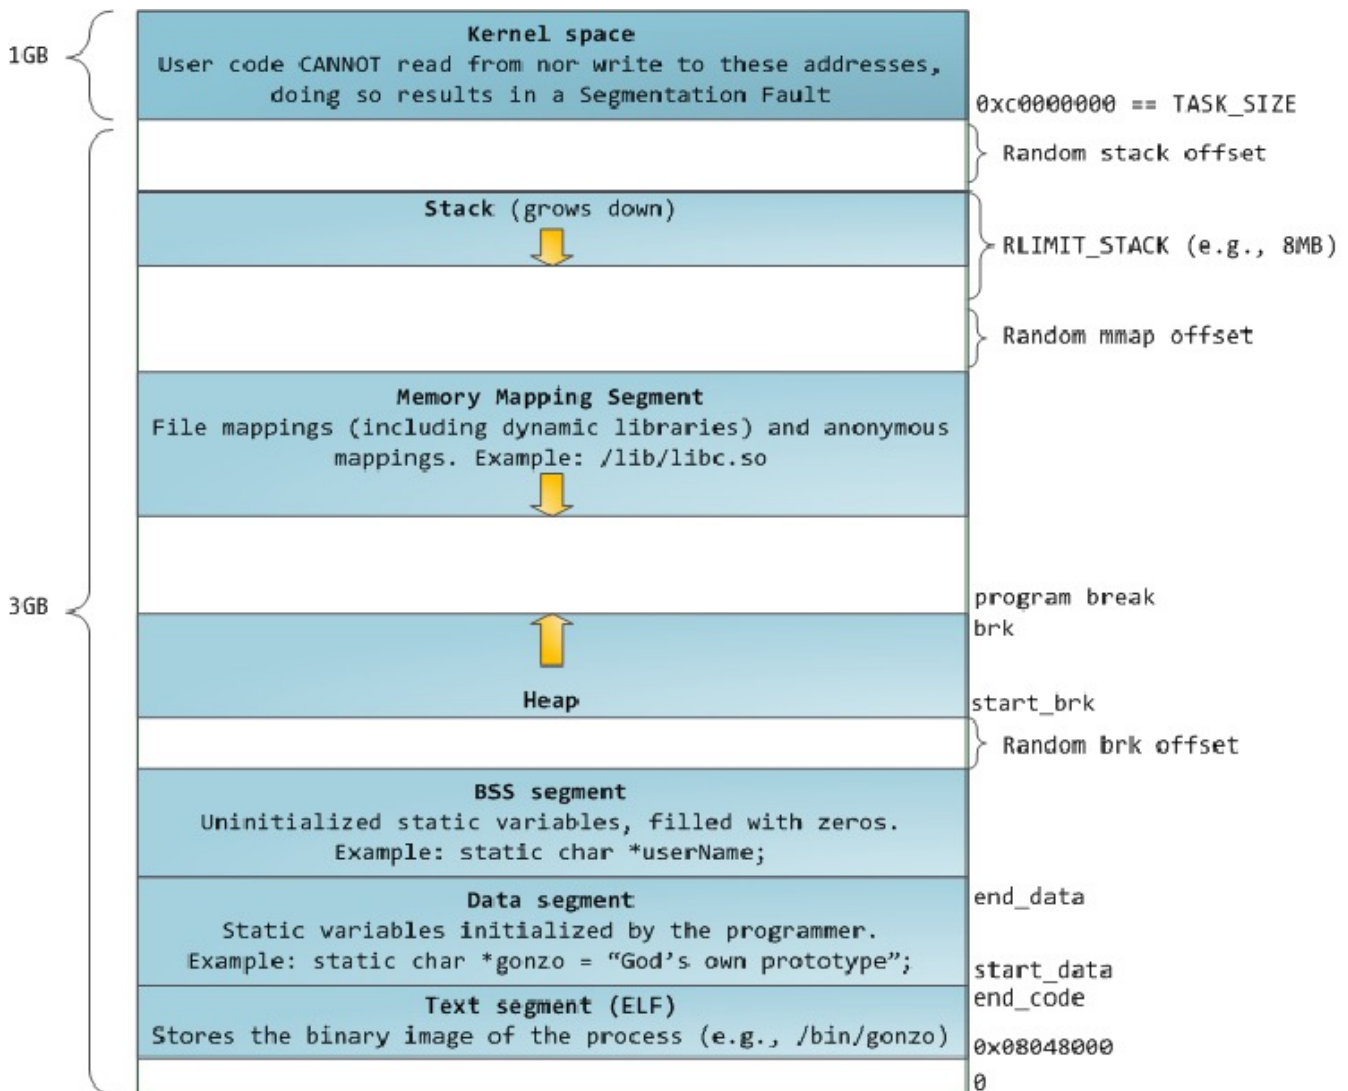 Kernel space
1GB
User code CANNOT read from nor write to these addresses,
doing so results in a Segmentation Fault
0xc0000000 == TASK_SIZE
Random stack offset
Stack (grows down)
RLIMIT_STACK (e.g., 8MB)
Random mmap offset
Memory Mapping Segment
File mappings (including dynamic libraries) and anonymous
mappings. Example: /lib/libc.so
3GB
program break
brk
Heap
start_brk
Random brk offset
BSS segment
Uninitialized static variables, filled with zeros.
Example: static char *userName;
Data segment
end_data
Static variables initialized by the programmer.
Example: static char *gonzo = “God’s own prototype”;
start_data
end_code
Text segment (ELF)
Stores the binary image of the process (e.g., /bin/gonzo)
0x08048000
0